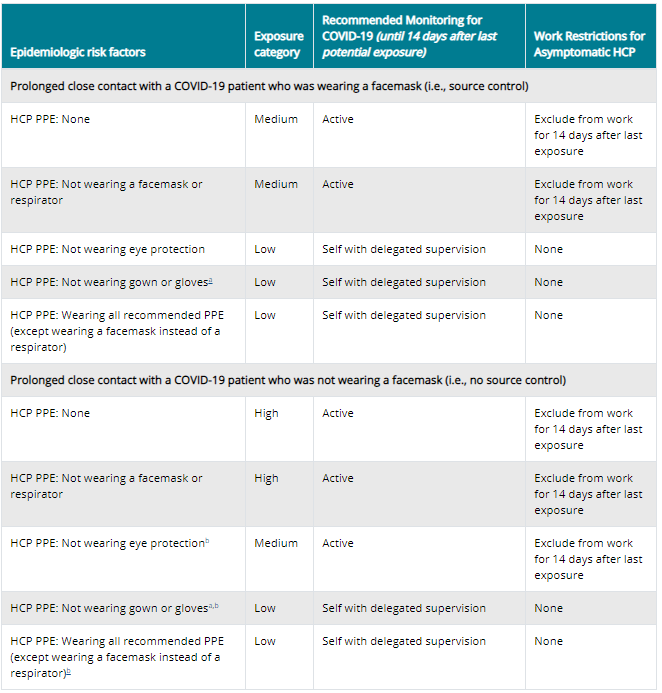 Epidemiologic risk factors
Exposure
category
Recommended Monitoring for
COVID-19 (until 14 days after last
potential exposure)
Work Restrictions for
Asymptomatic HCP
Prolonged close contact with a COVID-19 patient who was wearing a facemask (i.e., source control)
HCP PPE: None
Medium
Active
Exclude from work
for 14 days after last
exposure
HCP PPE: Not wearing a facemask or
respirator
Medium
Active
Exclude from work
for 14 days after last
exposure
HCP PPE: Not wearing eye protection
Low
Self with delegated supervision
None
HCP PPE: Not wearing gown or glovesa
Low
Self with delegated supervision
None
HCP PPE: Wearing all recommended PPE
(except wearing a facemask instead of a
respirator)
Low
Self with delegated supervision
None
Prolonged close contact with a COVID-19 patient who was not wearing a facemask (i.e., no source control)
HCP PPE: None
High
Active
Exclude from work
for 14 days after last
exposure
HCP PPE: Not wearing a facemask or
respirator
High
Active
Exclude from work
for 14 days after last
exposure
HCP PPE: Not wearing eye protectionb
Medium
Active
Exclude from work
for 14 days after last
exposure
HCP PPE: Not wearing gown or glovesa,b
Low
Self with delegated supervision
None
HCP PPE: Wearing all recommended PPE
(except wearing a facemask instead of a
respirator)b
Low
Self with delegated supervision
None